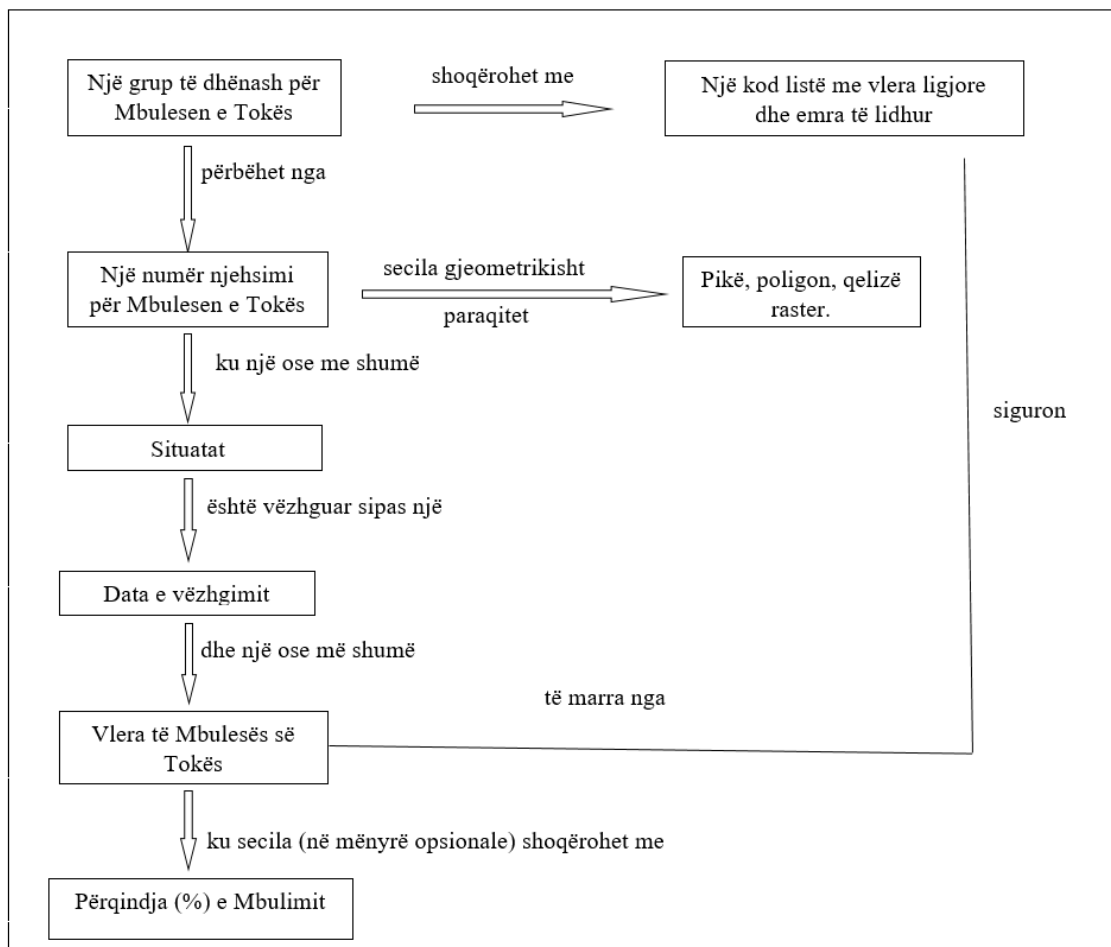 Një grup të dhënash për
Mbulesen e Tokës
shoqërohet me
Një kod listë me vlera ligjore
dhe emra të lidhur
përbëhet nga
Një numër njehsimi
për Mbulesen e Tokës
secila gjeometrikisht
paraqitet
Pikë, poligon, qelizë
raster.
ku një ose me shumë
siguron
Situatat
është vëzhguar sipas një
Data e vëzhgimit
dhe një ose më shumë
të marra nga
Vlera të Mbulesës së
Tokës
ku secila (në mënyrë opsionale) shoqërohet me
Përqindja (%) e Mbulimit